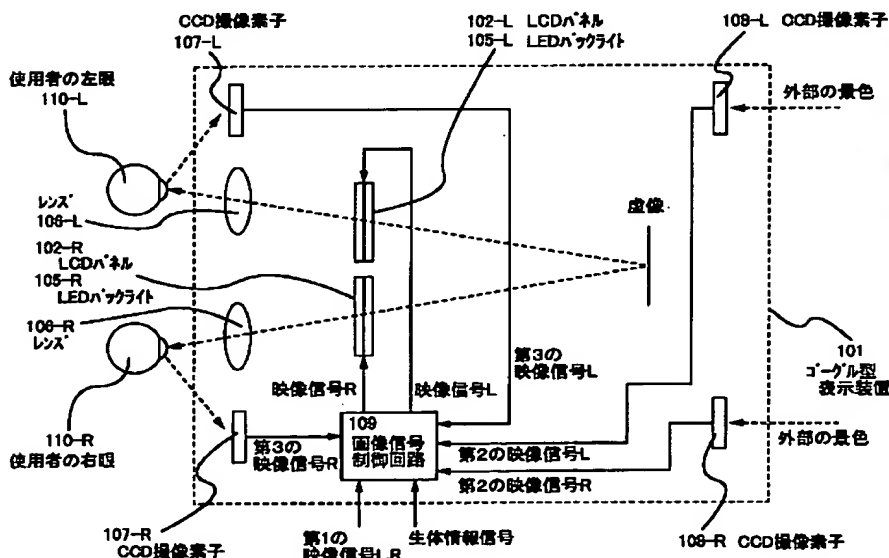 CCD撮像素子
107-L
102-L LCDパネル
105-L LEDバックライト
108-L CCD撮像素子
使用者の左眼
110-L
外部の景色
レンズ
106-L
虚像
102-R
LCDパネル
105-R
LEDバックライト
106-R
レンズ
101
ゴーグル型
表示装置
第3の
映像信号L
映像信号R
映像信号L
109
画像信号
制御回路
110-R
使用者の右眼
第3の
映像信号R
第2の映像信号L
外部の景色
第2の映像信号R
107-R
CCD撮像素子
第1の
映像信号L,R
生体情報信号
108-R CCD撮像素子